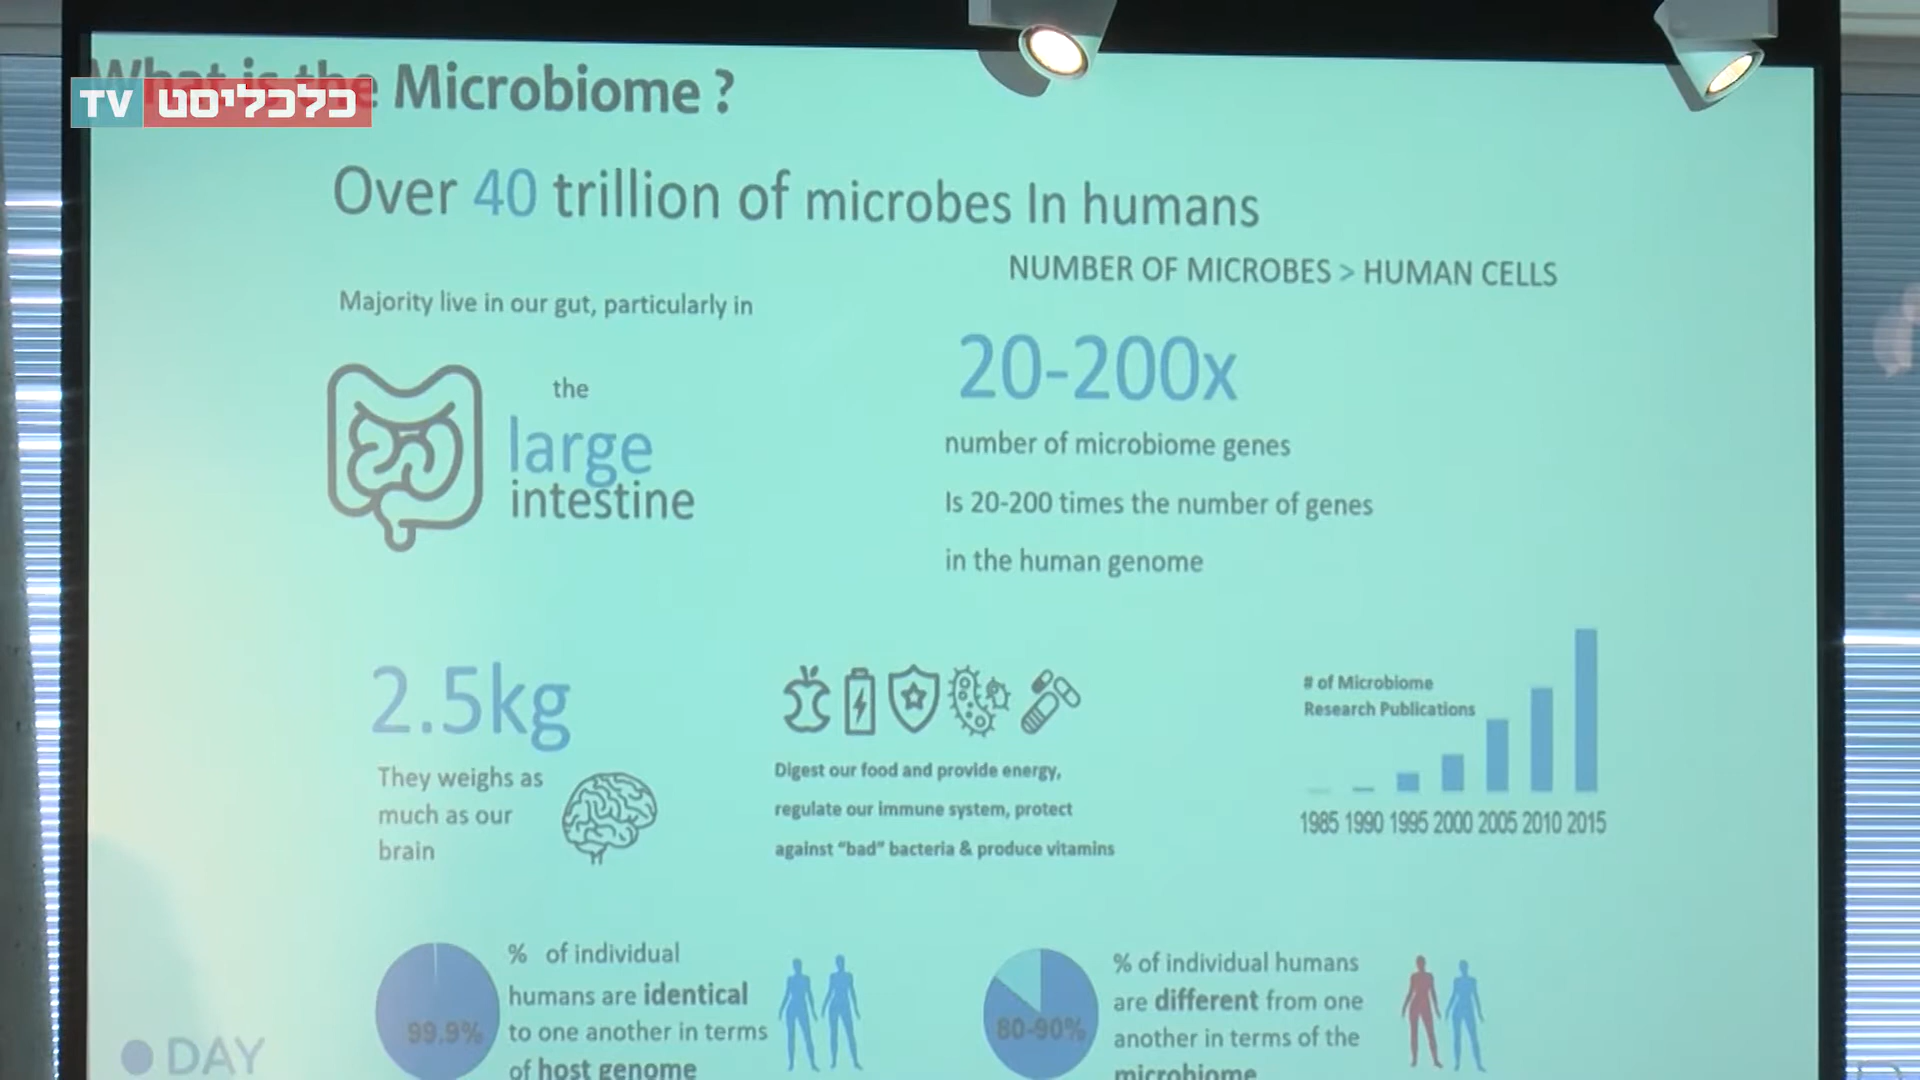 What is the Microbiome ?
TV כלכליסט
Over 40 trillion of microbes In humans
NUMBER OF MICROBES > HUMAN CELLS
Majority live in our gut, particularly in
the
large
intestine
20-200x
number of microbiome genes
Is 20-200 times the number of genes
in the human genome
2.5kg
They weighs as
much as our
brain
Digest our food and provide energy,
regulate our immune system, protect
against “bad” bacteria & produce vitamins
# of Microbiome
Research Publications
1985 1990 1995 2000 2005 2010 2015
99.9%
% of individual
humans are identical
to one another in terms
of host genome
80-90%
% of individual humans
are different from one
another in terms of the
microbiome
DAY